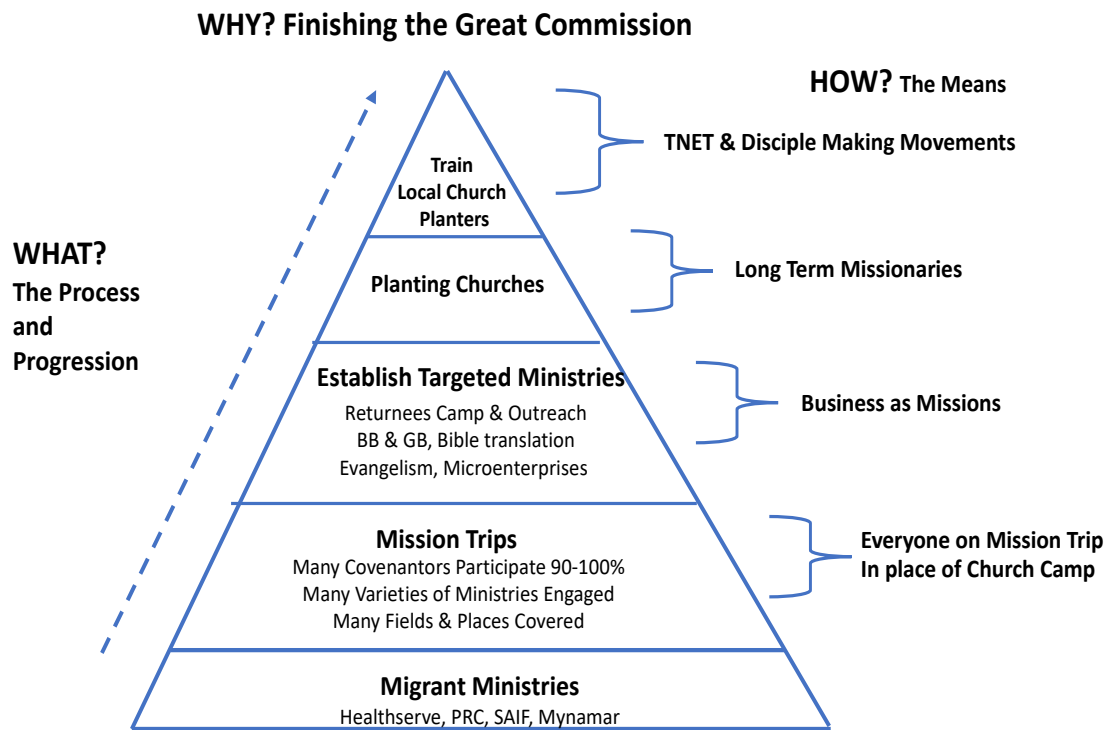 WHY? Finishing the Great Commission
HOW? The Means
TNET & Disciple Making Movements
Train
Local Church
Planters
WHAT?
The Process
and
Progression
Planting Churches
Long Term Missionaries
Establish Targeted Ministries
Returnees Camp & Outreach
BB & GB, Bible translation
Evangelism, Microenterprises
Business as Missions
Mission Trips
Many Covenantors Participate 90-100%
Many Varieties of Ministries Engaged
Many Fields & Places Covered
Everyone on Mission Trip
In place of Church Camp
Migrant Ministries
Healthserve, PRC, SAIF, Mynamar